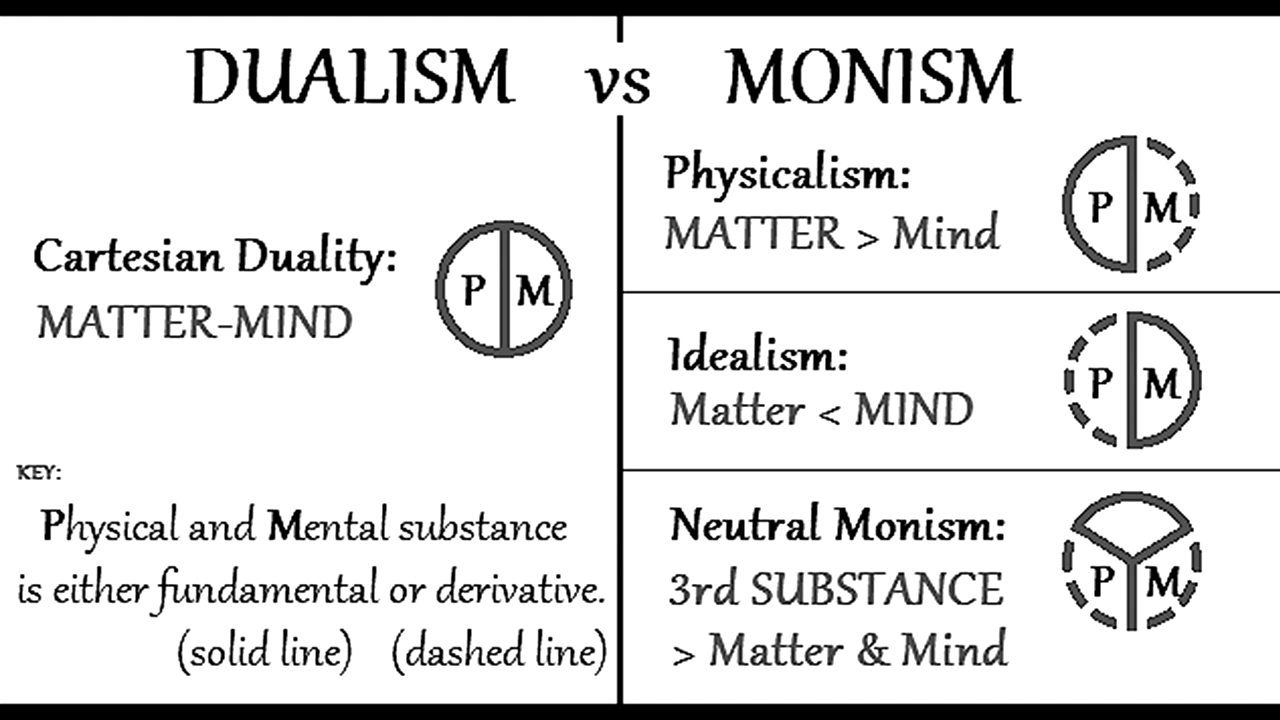 DUALISM vs MONISM
Cartesian Duality:
MATTER-MIND
P M
KEY:
Physical and Mental substance
is either fundamental or derivative.
(solid line) (dashed line)
Physicalism:
MATTER > Mind
P M
Idealism:
Matter < MIND
P M
Neutral Monism:
3rd SUBSTANCE
> Matter & Mind
P M